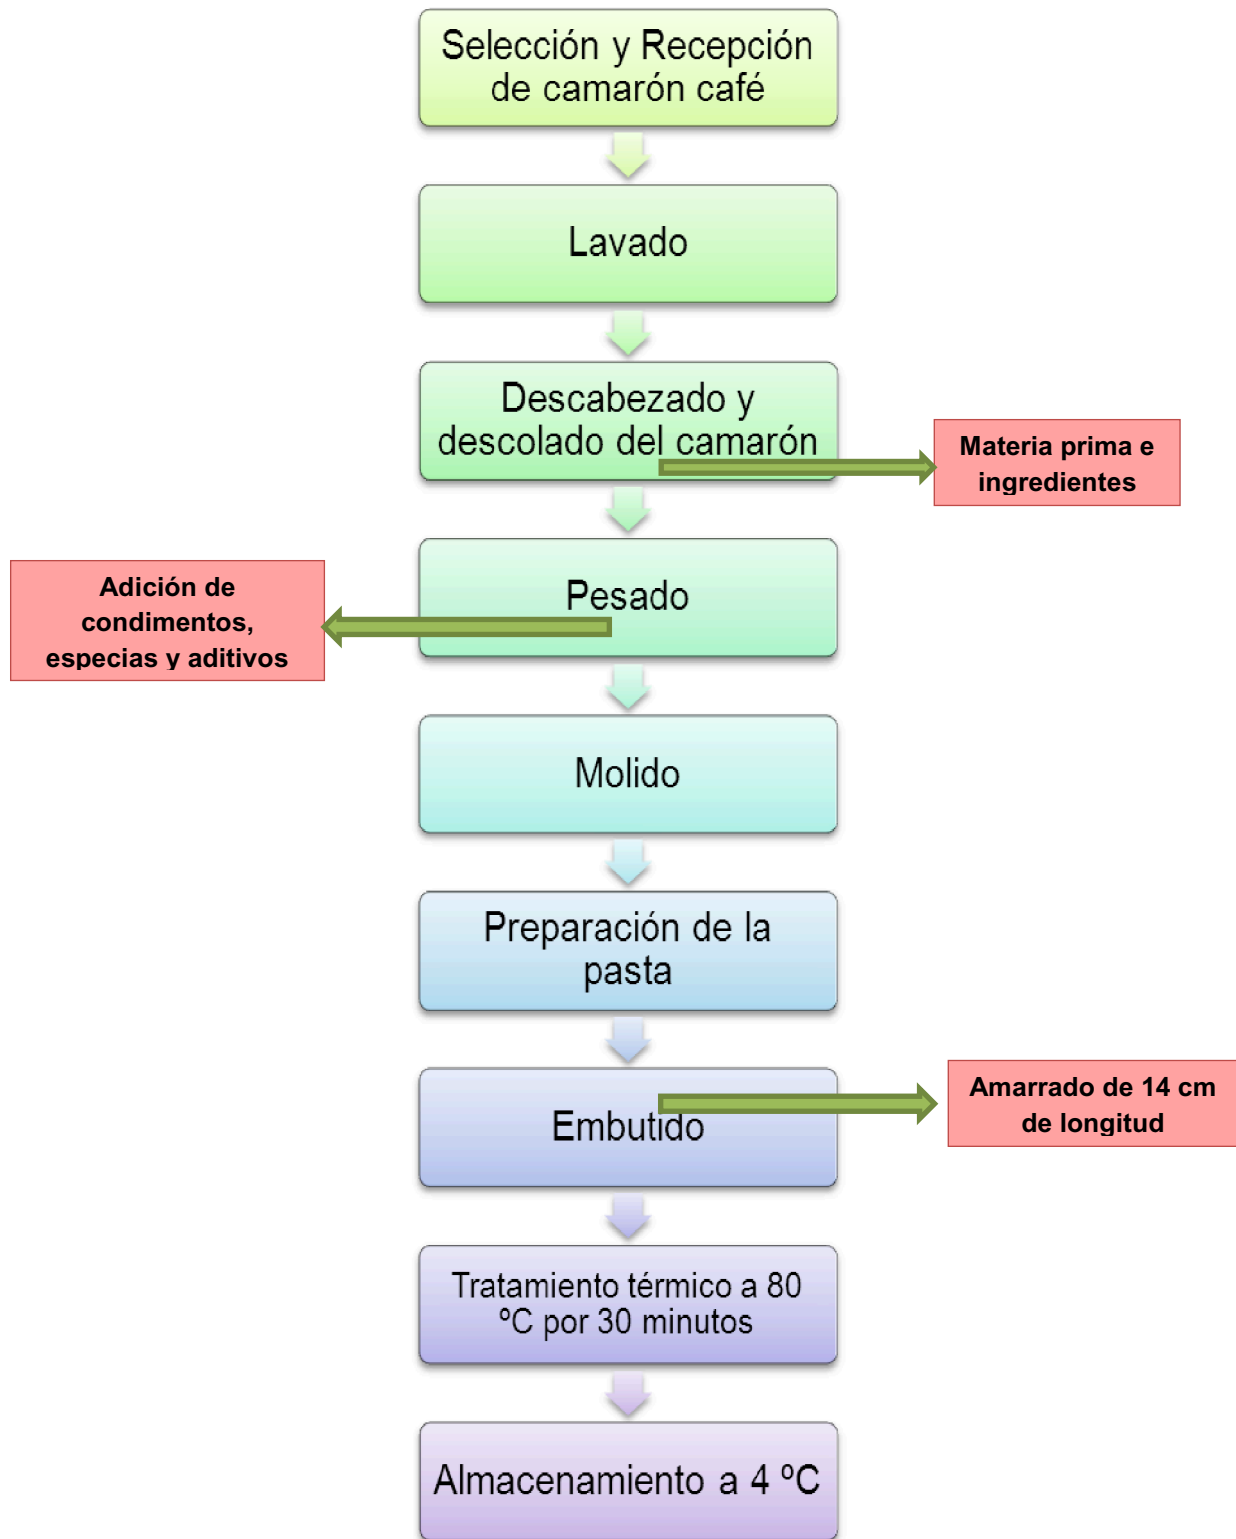 Selección y Recepción
de camarón café
Lavado
Descabezado y
descolado del camarón
Materia prima e
ingredientes
Pesado
Adición de
condimentos,
especias y aditivos
Molido
Preparación de la
pasta
Embutido
Amarrado de 14 cm
de longitud
Tratamiento térmico a 80
ºC por 30 minutos
Almacenamiento a 4 ºC